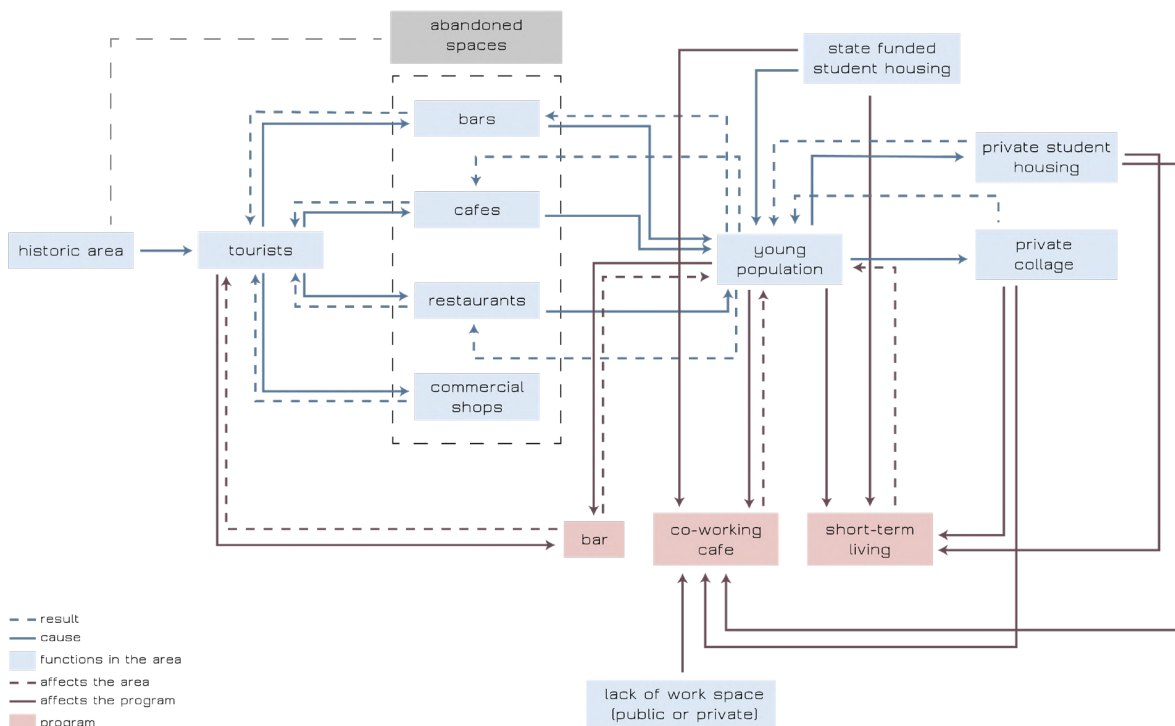 abandoned
spaces
state funded
student housing
bars
private student
housing
cafes
historic area
tourists
young
population
private
collage
restaurants
commercial
shops
bar
co-working
cafe
short-term
living
result
cause
functions in the area
affects the area
affects the program
program
lack of work space
(public or private)